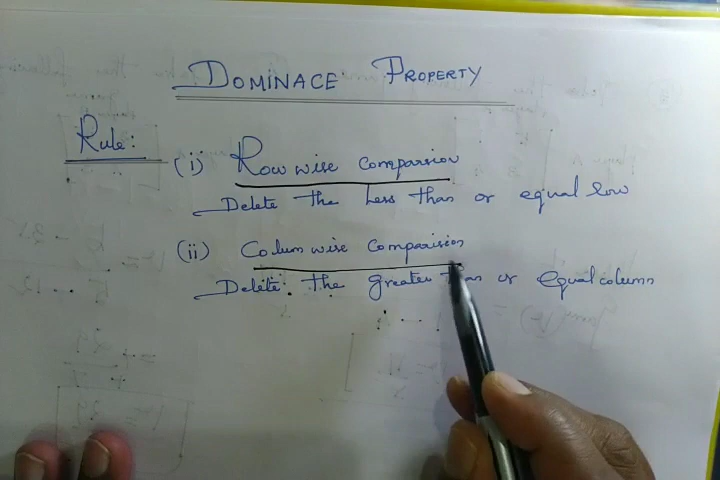 DOMINACE PROPERTY
Rule:
(i) Row wise Comparsion
Delete the Less than or equal row
(ii) Column wise Comparision
Delete the greater than or Equal column